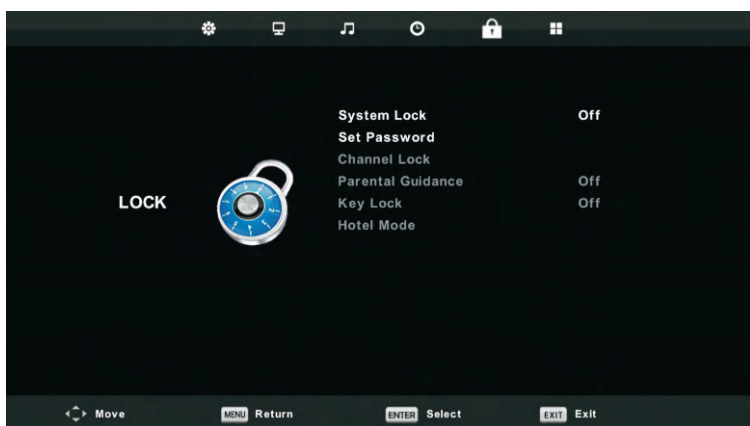 System Lock Off
Set Password
Channel Lock
Parental Guidance Off
LOCK
Key Lock Off
Hotel Mode
Move MENU Return ENTER Select EXIT Exit